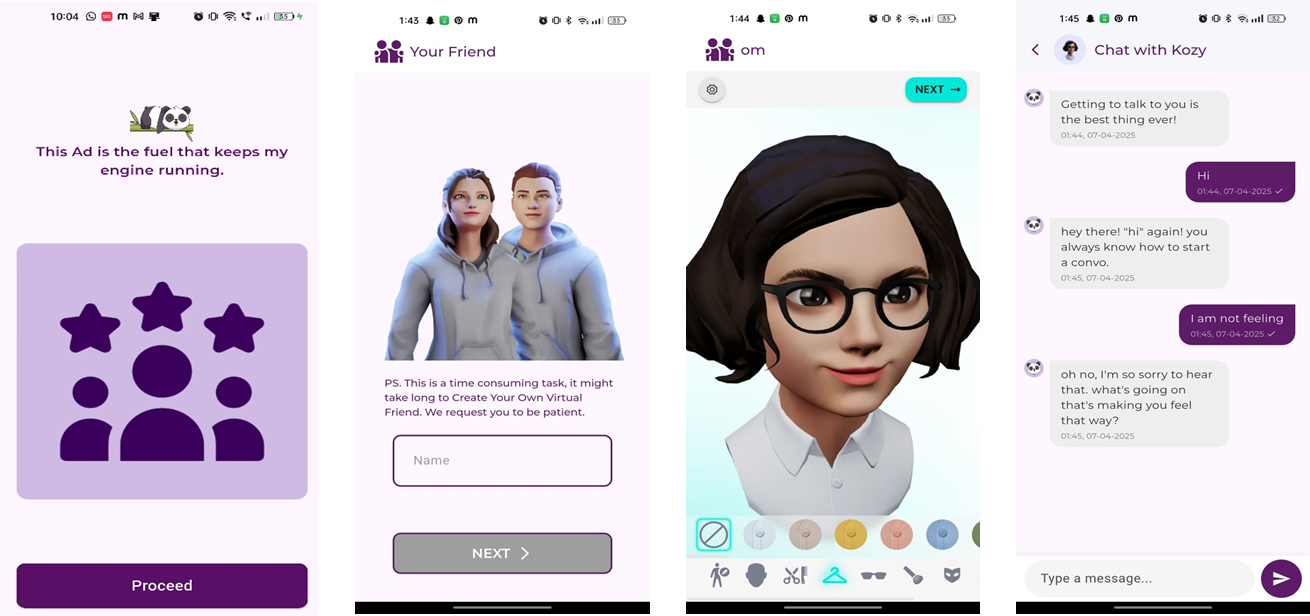 10:04
83
This Ad is the fuel that keeps my
engine running.
Proceed
1:43
83
Your Friend
PS. This is a time consuming task, it might
take long to Create Your Own Virtual
Friend. We request you to be patient.
Name
NEXT
1:44
83
om
NEXT →
1:45
82
Chat with Kozy
Getting to talk to you is
the best thing ever!
01:44, 07-04-2025
Hi
01:44, 07-04-2025
hey there! "hi" again! you
always know how to start
a convo.
01:45, 07-04-2025
I am not feeling
01:45, 07-04-2025
oh no, I'm so sorry to hear
that. what's going on
that's making you feel
that way?
01:45, 07-04-2025
Type a message...